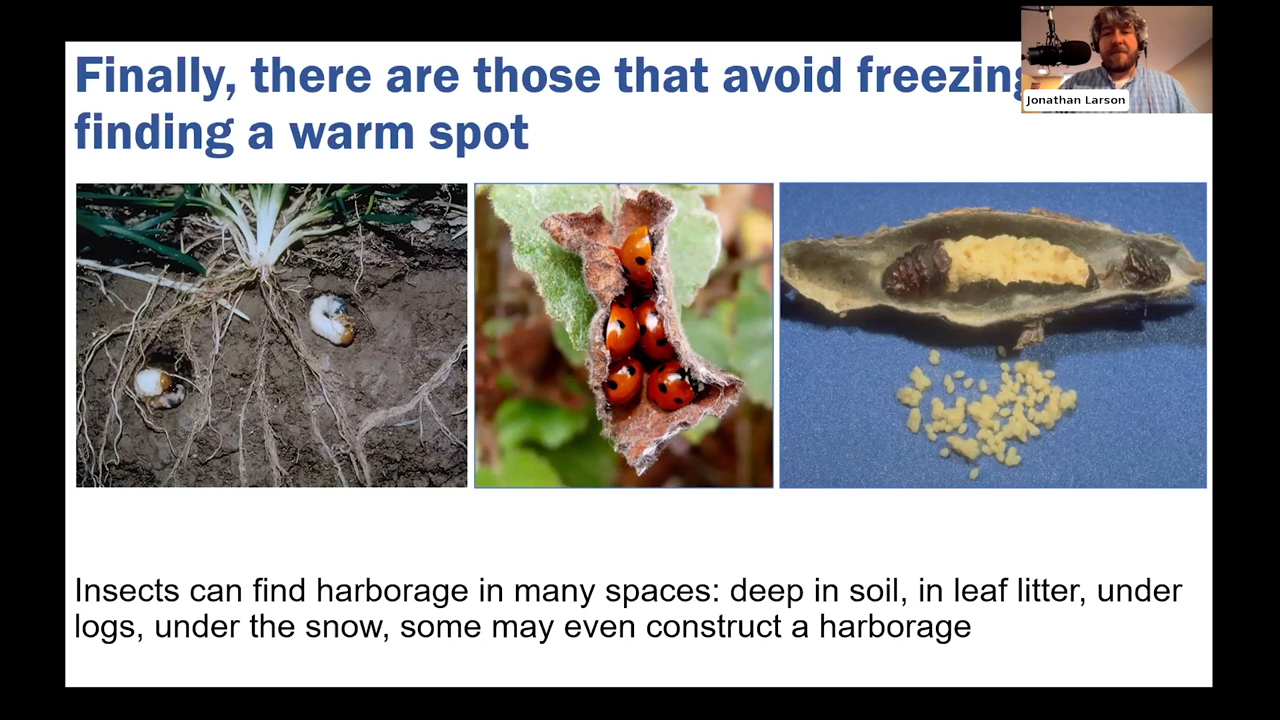 Finally, there are those that avoid freezing
finding a warm spot
Jonathan Larson
Insects can find harborage in many spaces: deep in soil, in leaf litter, under
logs, under the snow, some may even construct a harborage